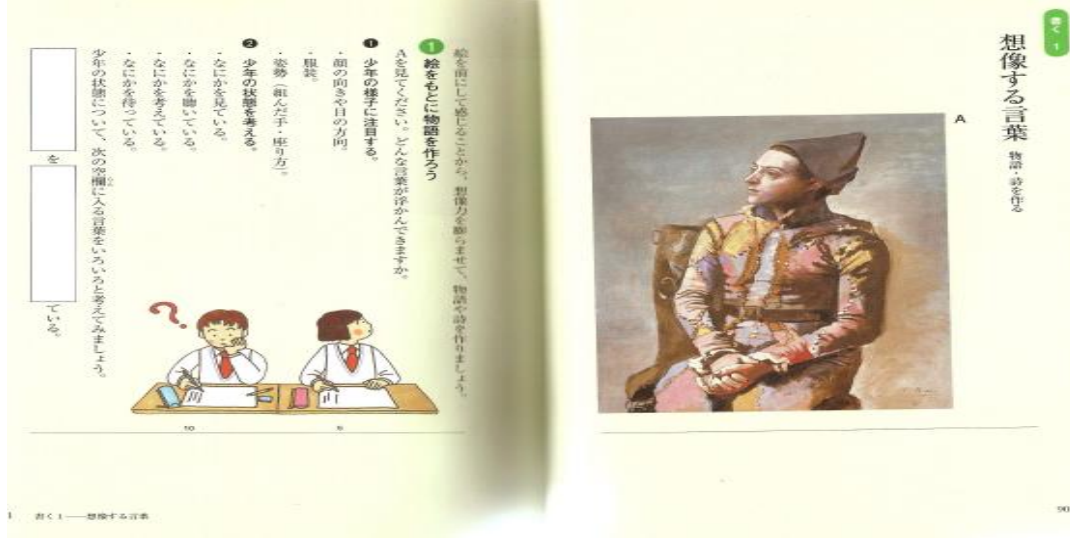 書く 1
想像する言葉 物語・詩を作る
A
90
絵を前にして感じることから、想像力を膨らませて、物語や詩を作りましょう。
1 絵をもとに物語を作ろう
Aを見てください。どんな言葉が浮かんできますか。
❶ 少年の様子に注目する。
・顔の向きや目の方向。
・服装。
・姿勢(組んだ手・座り方)。
❷ 少年の状態を考える。
・なにかを見ている。
・なにかを聴いている。
・なにかを考えている。
・なにかを待っている。
少年の状態について、次の空欄に入る言葉をいろいろと考えてみましょう。
を ている。
5
10
書く1──想像する言葉